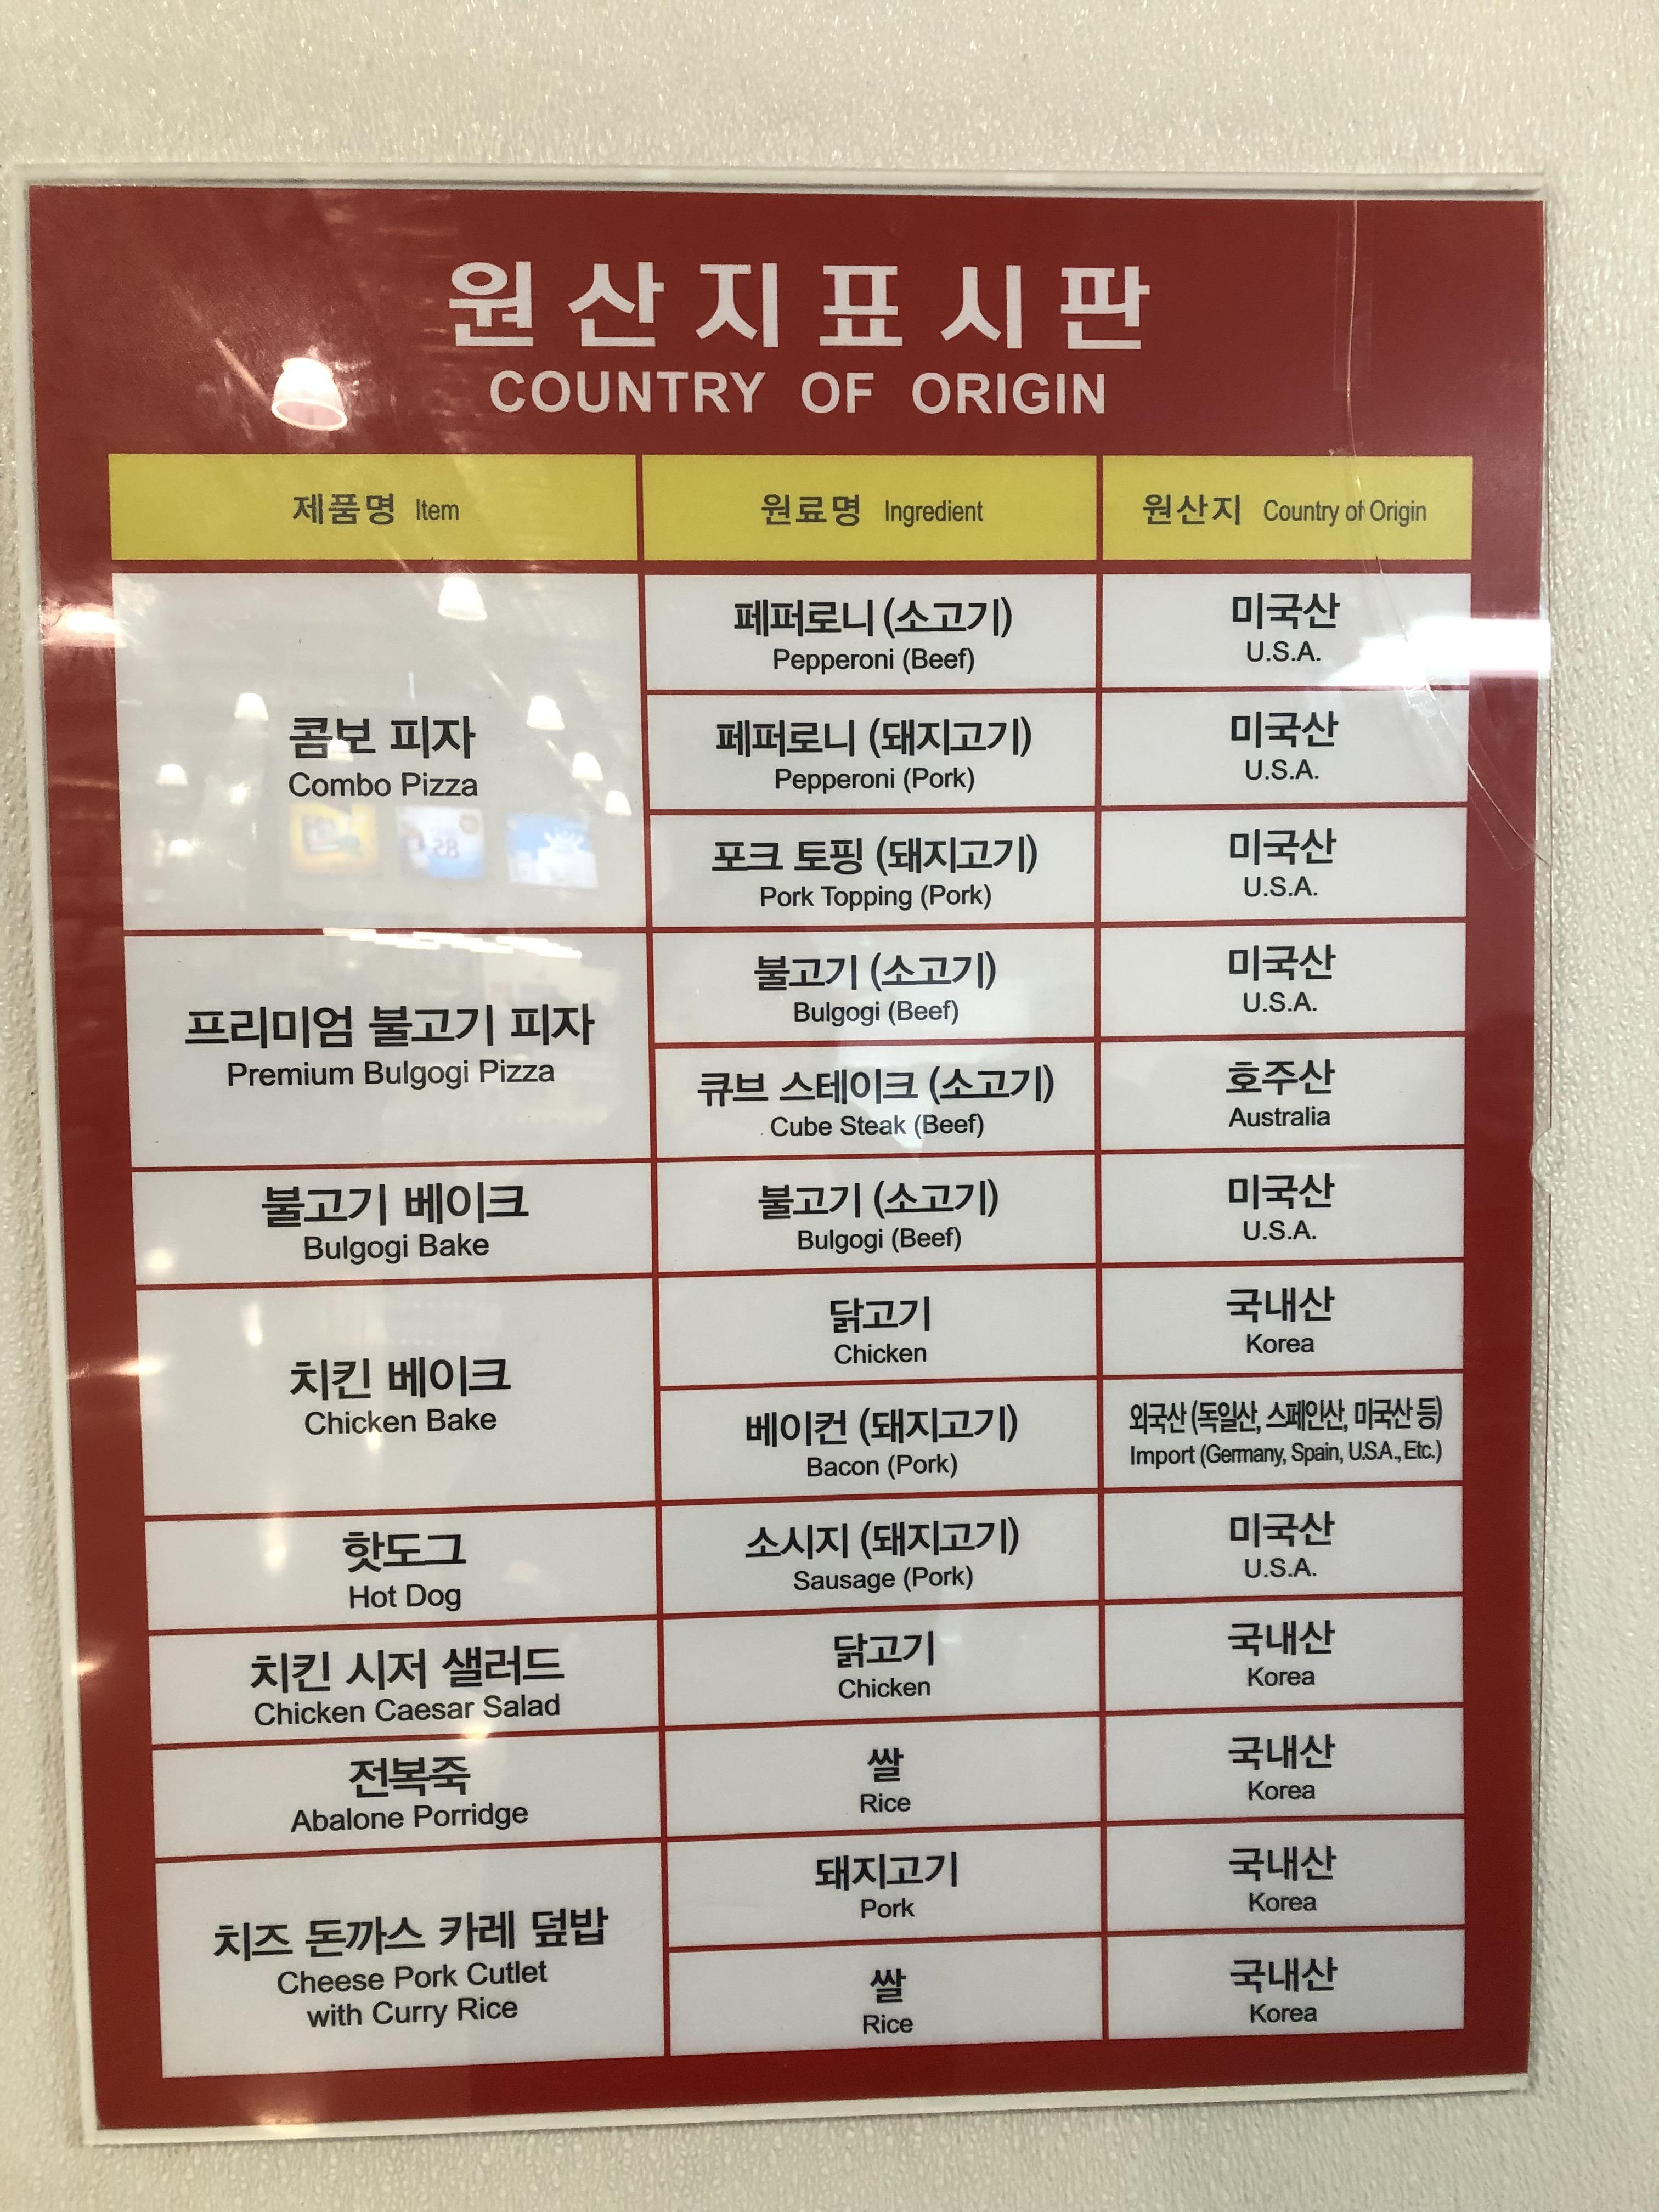 원산지표시판
COUNTRY OF ORIGIN
제품명 Item
원료명 Ingredient
원산지 Country of Origin
콤보 피자
Combo Pizza
페퍼로니 (소고기)
Pepperoni (Beef)
미국산
U.S.A.
페퍼로니 (돼지고기)
Pepperoni (Pork)
미국산
U.S.A.
포크 토핑 (돼지고기)
Pork Topping (Pork)
미국산
U.S.A.
프리미엄 불고기 피자
Premium Bulgogi Pizza
불고기 (소고기)
Bulgogi (Beef)
미국산
U.S.A.
큐브 스테이크 (소고기)
Cube Steak (Beef)
호주산
Australia
불고기 베이크
Bulgogi Bake
불고기 (소고기)
Bulgogi (Beef)
미국산
U.S.A.
치킨 베이크
Chicken Bake
닭고기
Chicken
국내산
Korea
베이컨 (돼지고기)
Bacon (Pork)
외국산 (독일산, 스페인산, 미국산 등)
Import (Germany, Spain, U.S.A., Etc.)
핫도그
Hot Dog
소시지 (돼지고기)
Sausage (Pork)
미국산
U.S.A.
치킨 시저 샐러드
Chicken Caesar Salad
닭고기
Chicken
국내산
Korea
전복죽
Abalone Porridge
쌀
Rice
국내산
Korea
치즈 돈까스 카레 덮밥
Cheese Pork Cutlet
with Curry Rice
돼지고기
Pork
국내산
Korea
쌀
Rice
국내산
Korea